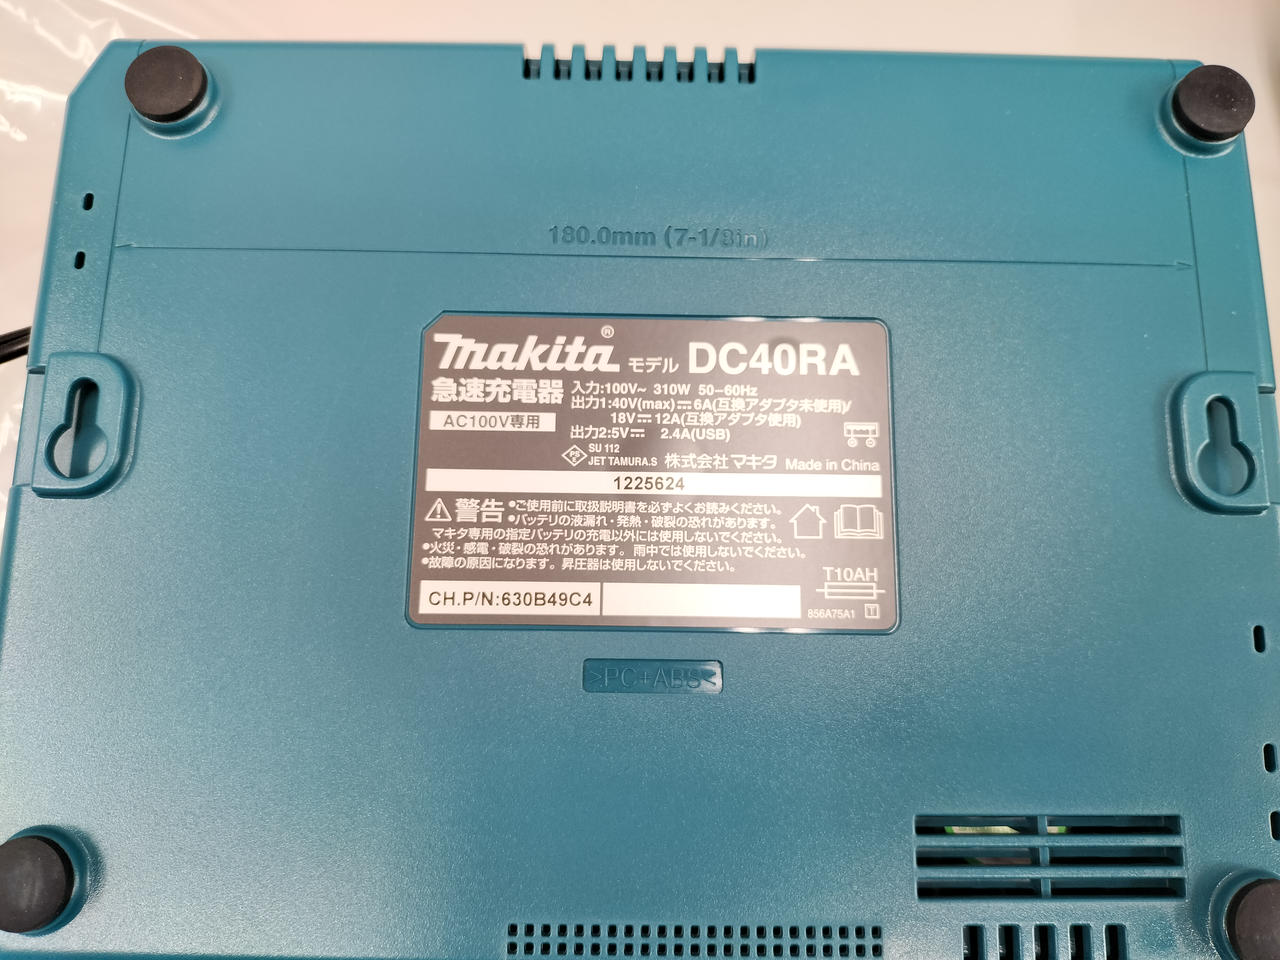 180.0mm (7-1/8in)
makita® モデル DC40RA
急速充電器
AC100V専用
入力:100V~ 310W 50-60Hz
出力1:40V(max)⎓6A(互換アダプタ未使用)/
18V⎓12A(互換アダプタ使用)
出力2:5V⎓ 2.4A(USB)
PS E
SU 112
JET TAMURA.S 株式会社マキタ Made in China
1225624
⚠警告 •ご使用前に取扱説明書を必ずよくお読みください。
•バッテリの液漏れ・発熱・破裂の恐れがあります。
マキタ専用の指定バッテリの充電以外には使用しないでください。
•火災・感電・破裂の恐れがあります。雨中では使用しないでください。
•故障の原因になります。昇圧器は使用しないでください。
T10AH
CH.P/N:630B49C4
856A75A1 T
>PC+ABS<